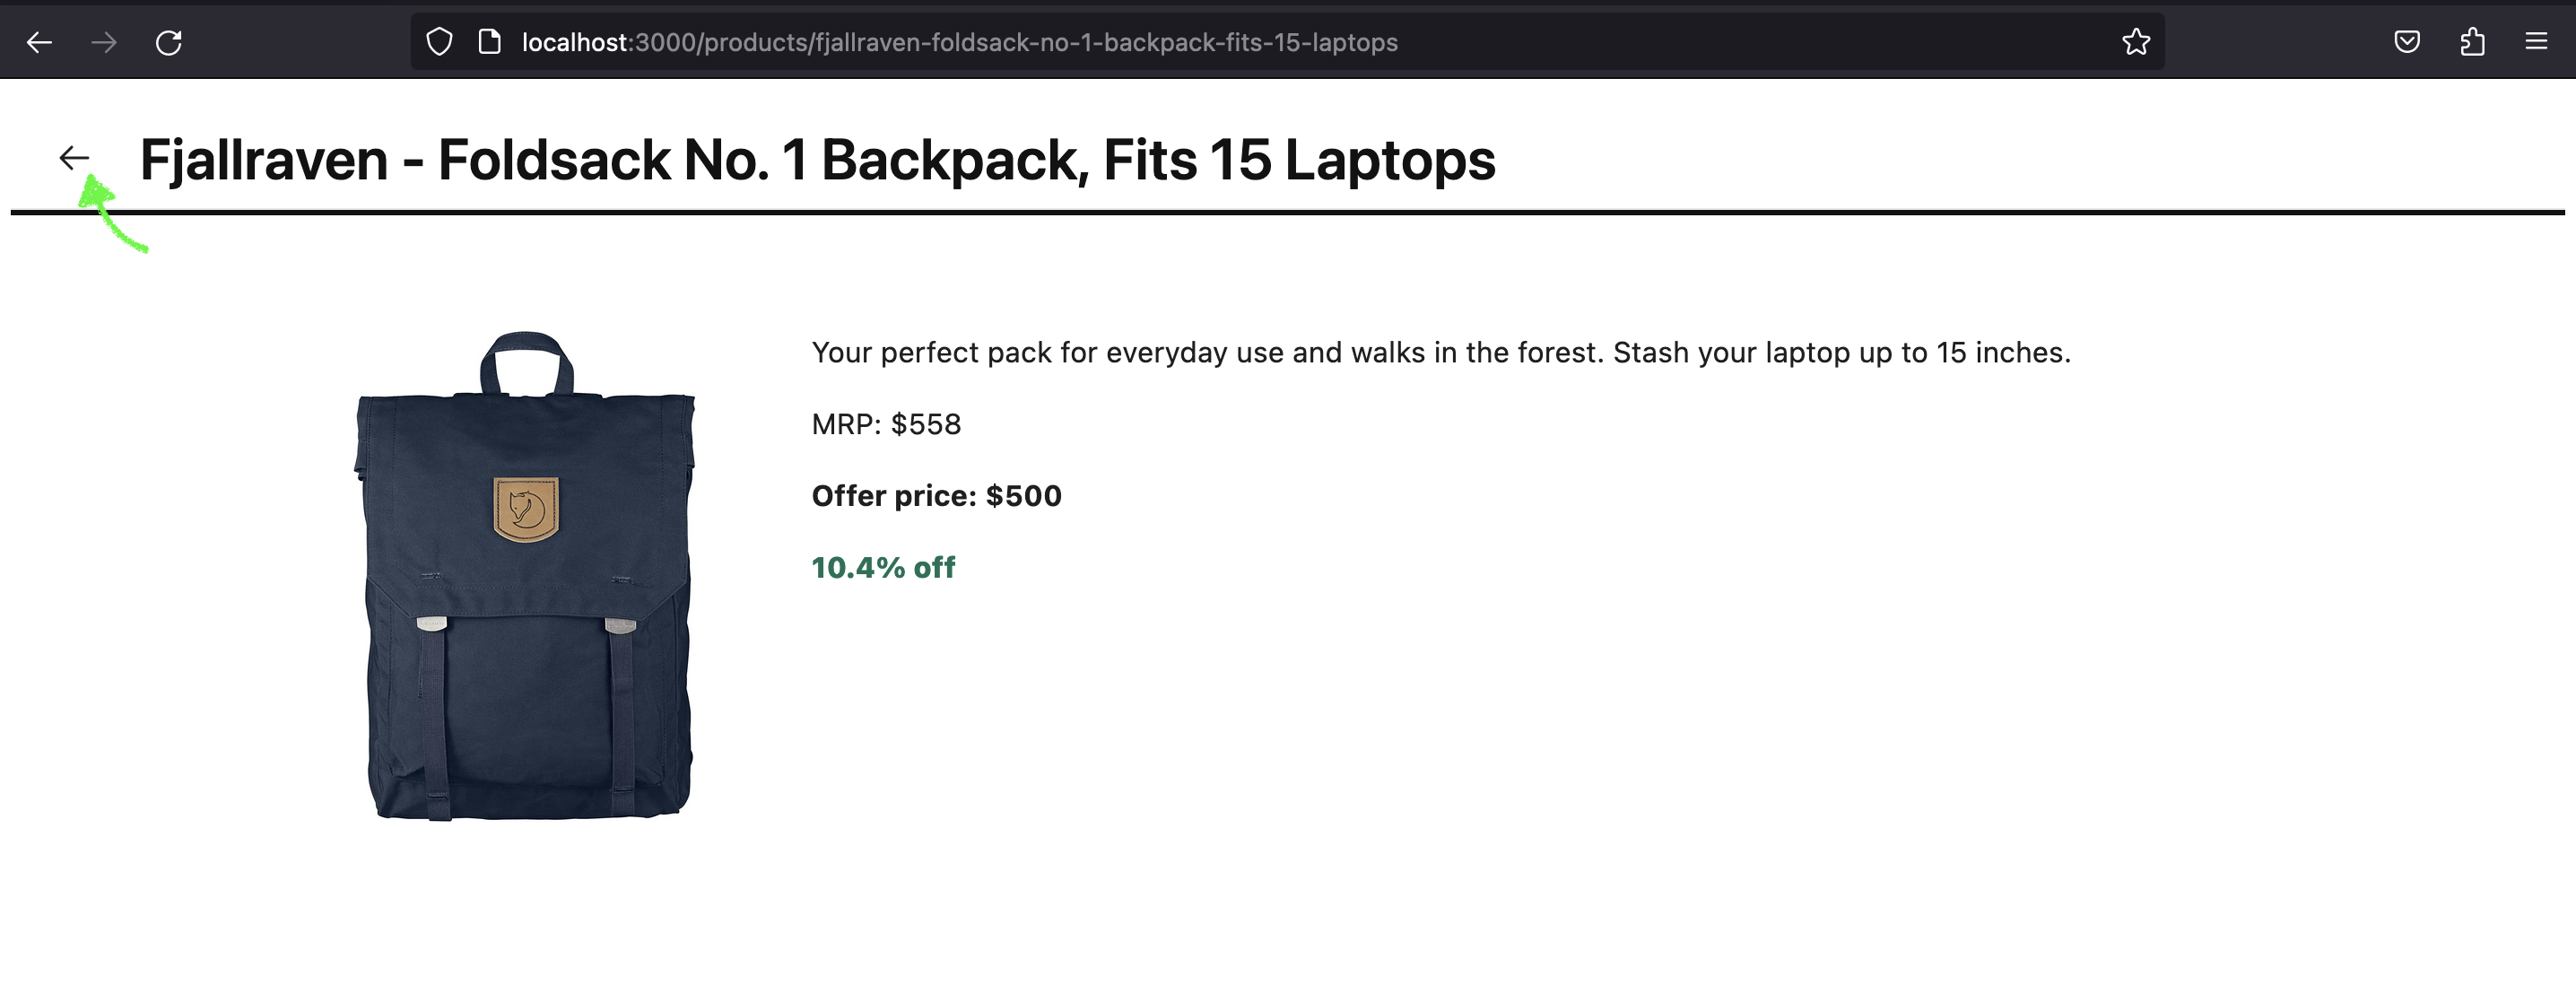 localhost:3000/products/fjallraven-foldsack-no-1-backpack-fits-15-laptops
Fjallraven - Foldsack No. 1 Backpack, Fits 15 Laptops
Your perfect pack for everyday use and walks in the forest. Stash your laptop up to 15 inches.
MRP: $558
Offer price: $500
10.4% off